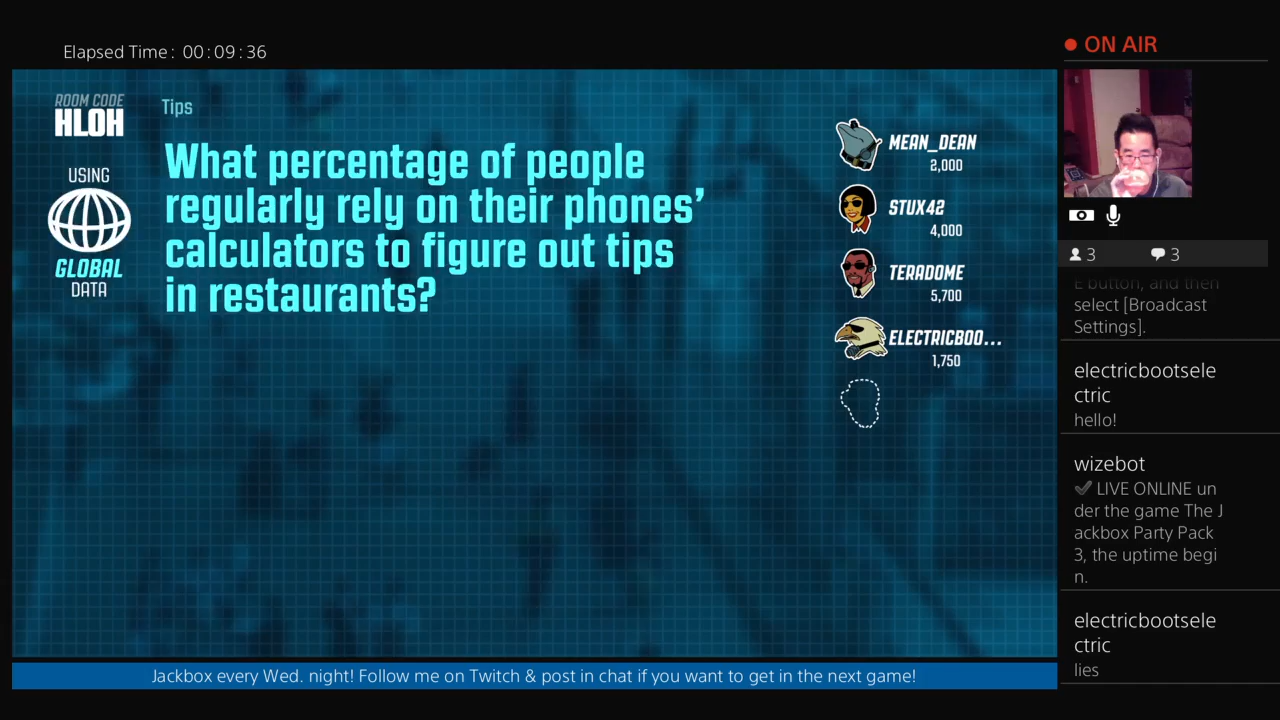 Elapsed Time: 00:09:36
ROOM CODE
HLOH
USING
GLOBAL
DATA
Tips
What percentage of people
regularly rely on their phones’
calculators to figure out tips
in restaurants?
MEAN_DEAN
2,000
STUX42
4,000
TERADOME
5,700
ELECTRICBOO...
1,750
Jackbox every Wed. night! Follow me on Twitch & post in chat if you want to get in the next game!
ON AIR
3
3
E button, and then
select [Broadcast
Settings].
electricbootsele
ctric
hello!
wizebot
✔ LIVE ONLINE un
der the game The J
ackbox Party Pack
3, the uptime begi
n.
electricbootsele
ctric
lies